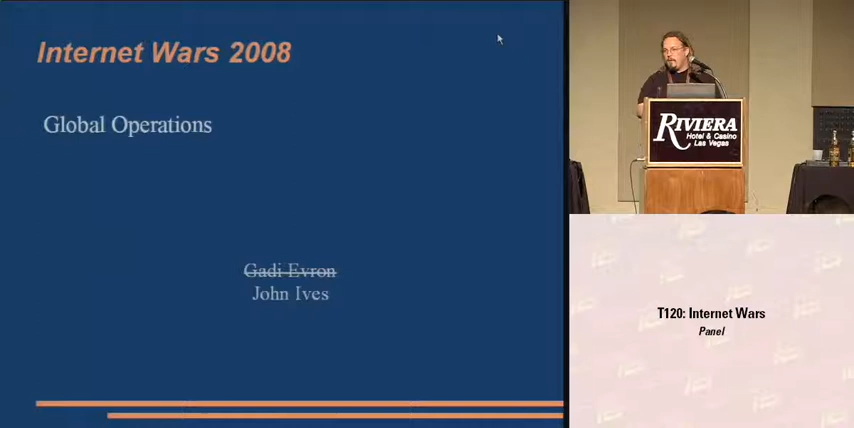 Internet Wars 2008
Global Operations
Gadi Evron
John Ives
RIVIERA
Hotel & Casino
Las Vegas
T120: Internet Wars
Panel